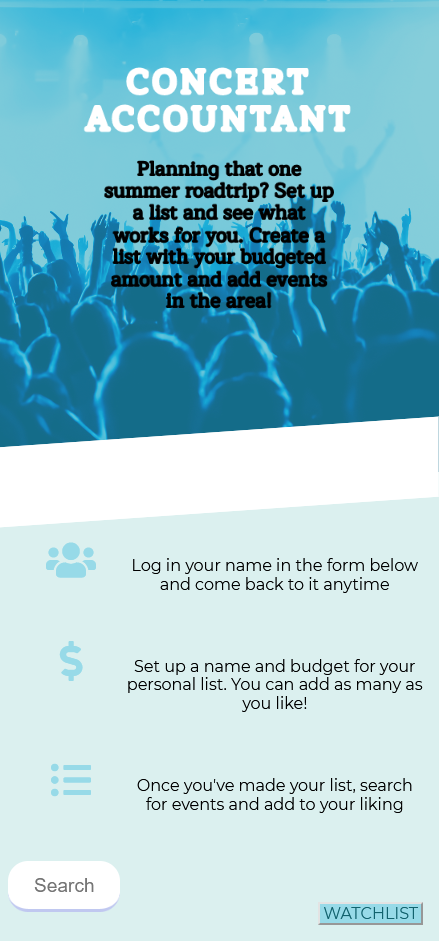 CONCERT
ACCOUNTANT
Planning that one
summer roadtrip? Set up
a list and see what
works for you. Create a
list with your budgeted
amount and add events
in the area!
Log in your name in the form below
and come back to it anytime
Set up a name and budget for your
personal list. You can add as many as
you like!
Once you've made your list, search
for events and add to your liking
Search
WATCHLIST